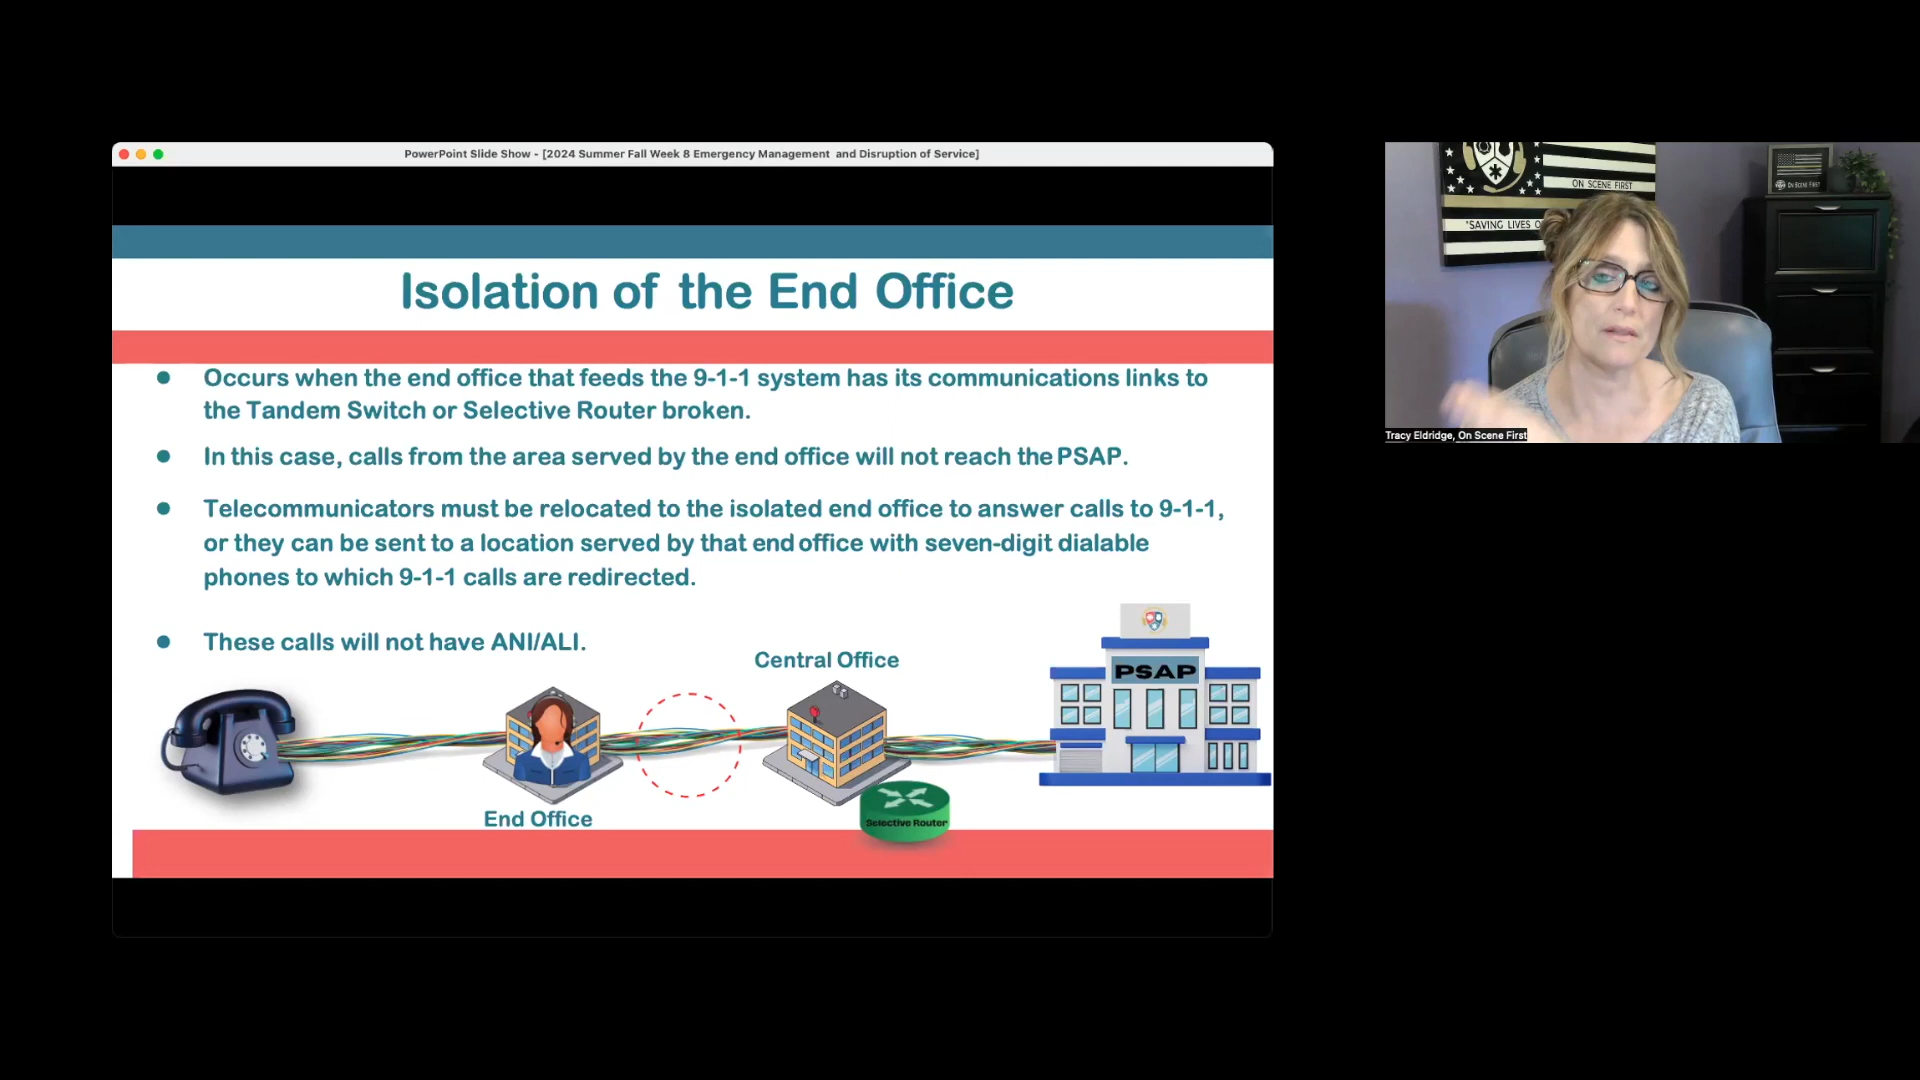 PowerPoint Slide Show - [2024 Summer Fall Week 8 Emergency Management and Disruption of Service]
Isolation of the End Office
Occurs when the end office that feeds the 9-1-1 system has its communications links to
the Tandem Switch or Selective Router broken.
In this case, calls from the area served by the end office will not reach the PSAP.
Telecommunicators must be relocated to the isolated end office to answer calls to 9-1-1,
or they can be sent to a location served by that end office with seven-digit dialable
phones to which 9-1-1 calls are redirected.
These calls will not have ANI/ALI.
Central Office
PSAP
End Office
Selective Router
ON SCENE FIRST
"SAVING LIVES
ON SCENE FIRST
Tracy Eldridge, On Scene First